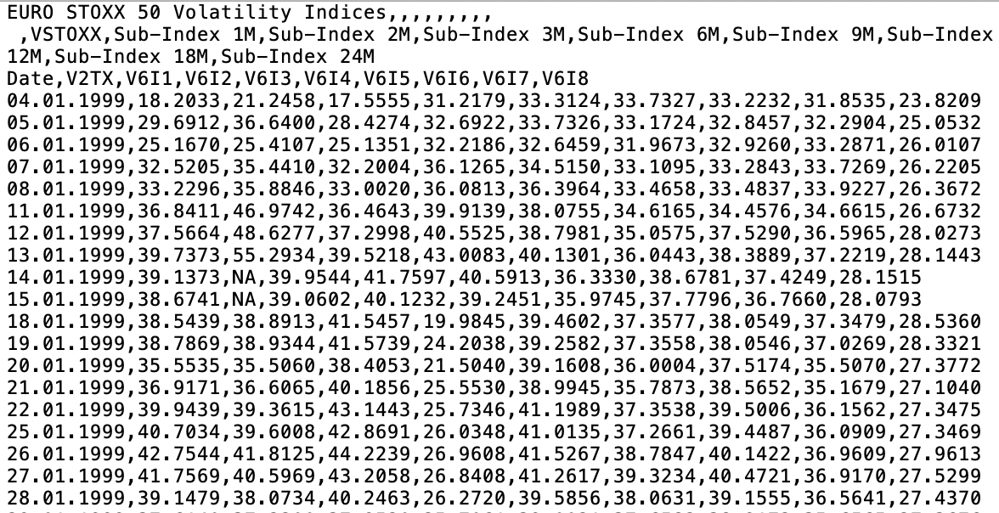 EURO STOXX 50 Volatility Indices,,,,,,,,,
,VSTOXX,Sub-Index 1M,Sub-Index 2M,Sub-Index 3M,Sub-Index 6M,Sub-Index 9M,Sub-Index
12M,Sub-Index 18M,Sub-Index 24M
Date,V2TX,V6I1,V6I2,V6I3,V6I4,V6I5,V6I6,V6I7,V6I8
04.01.1999,18.2033,21.2458,17.5555,31.2179,33.3124,33.7327,33.2232,31.8535,23.8209
05.01.1999,29.6912,36.6400,28.4274,32.6922,33.7326,33.1724,32.8457,32.2904,25.0532
06.01.1999,25.1670,25.4107,25.1351,32.2186,32.6459,31.9673,32.9260,33.2871,26.0107
07.01.1999,32.5205,35.4410,32.2004,36.1265,34.5150,33.1095,33.2843,33.7269,26.2205
08.01.1999,33.2296,35.8846,33.0020,36.0813,36.3964,33.4658,33.4837,33.9227,26.3672
11.01.1999,36.8411,46.9742,36.4643,39.9139,38.0755,34.6165,34.4576,34.6615,26.6732
12.01.1999,37.5664,48.6277,37.2998,40.5525,38.7981,35.0575,37.5290,36.5965,28.0273
13.01.1999,39.7373,55.2934,39.5218,43.0083,40.1301,36.0443,38.3889,37.2219,28.1443
14.01.1999,39.1373,NA,39.9544,41.7597,40.5913,36.3330,38.6781,37.4249,28.1515
15.01.1999,38.6741,NA,39.0602,40.1232,39.2451,35.9745,37.7796,36.7660,28.0793
18.01.1999,38.5439,38.8913,41.5457,19.9845,39.4602,37.3577,38.0549,37.3479,28.5360
19.01.1999,38.7869,38.9344,41.5739,24.2038,39.2582,37.3558,38.0546,37.0269,28.3321
20.01.1999,35.5535,35.5060,38.4053,21.5040,39.1608,36.0004,37.5174,35.5070,27.3772
21.01.1999,36.9171,36.6065,40.1856,25.5530,38.9945,35.7873,38.5652,35.1679,27.1040
22.01.1999,39.9439,39.3615,43.1443,25.7346,41.1989,37.3538,39.5006,36.1562,27.3475
25.01.1999,40.7034,39.6008,42.8691,26.0348,41.0135,37.2661,39.4487,36.0909,27.3469
26.01.1999,42.7544,41.8125,44.2239,26.9608,41.5267,38.7847,40.1422,36.9609,27.9613
27.01.1999,41.7569,40.5969,43.2058,26.8408,41.2617,39.3234,40.4721,36.9170,27.5299
28.01.1999,39.1479,38.0734,40.2463,26.2720,39.5856,38.0631,39.1555,36.5641,27.4370